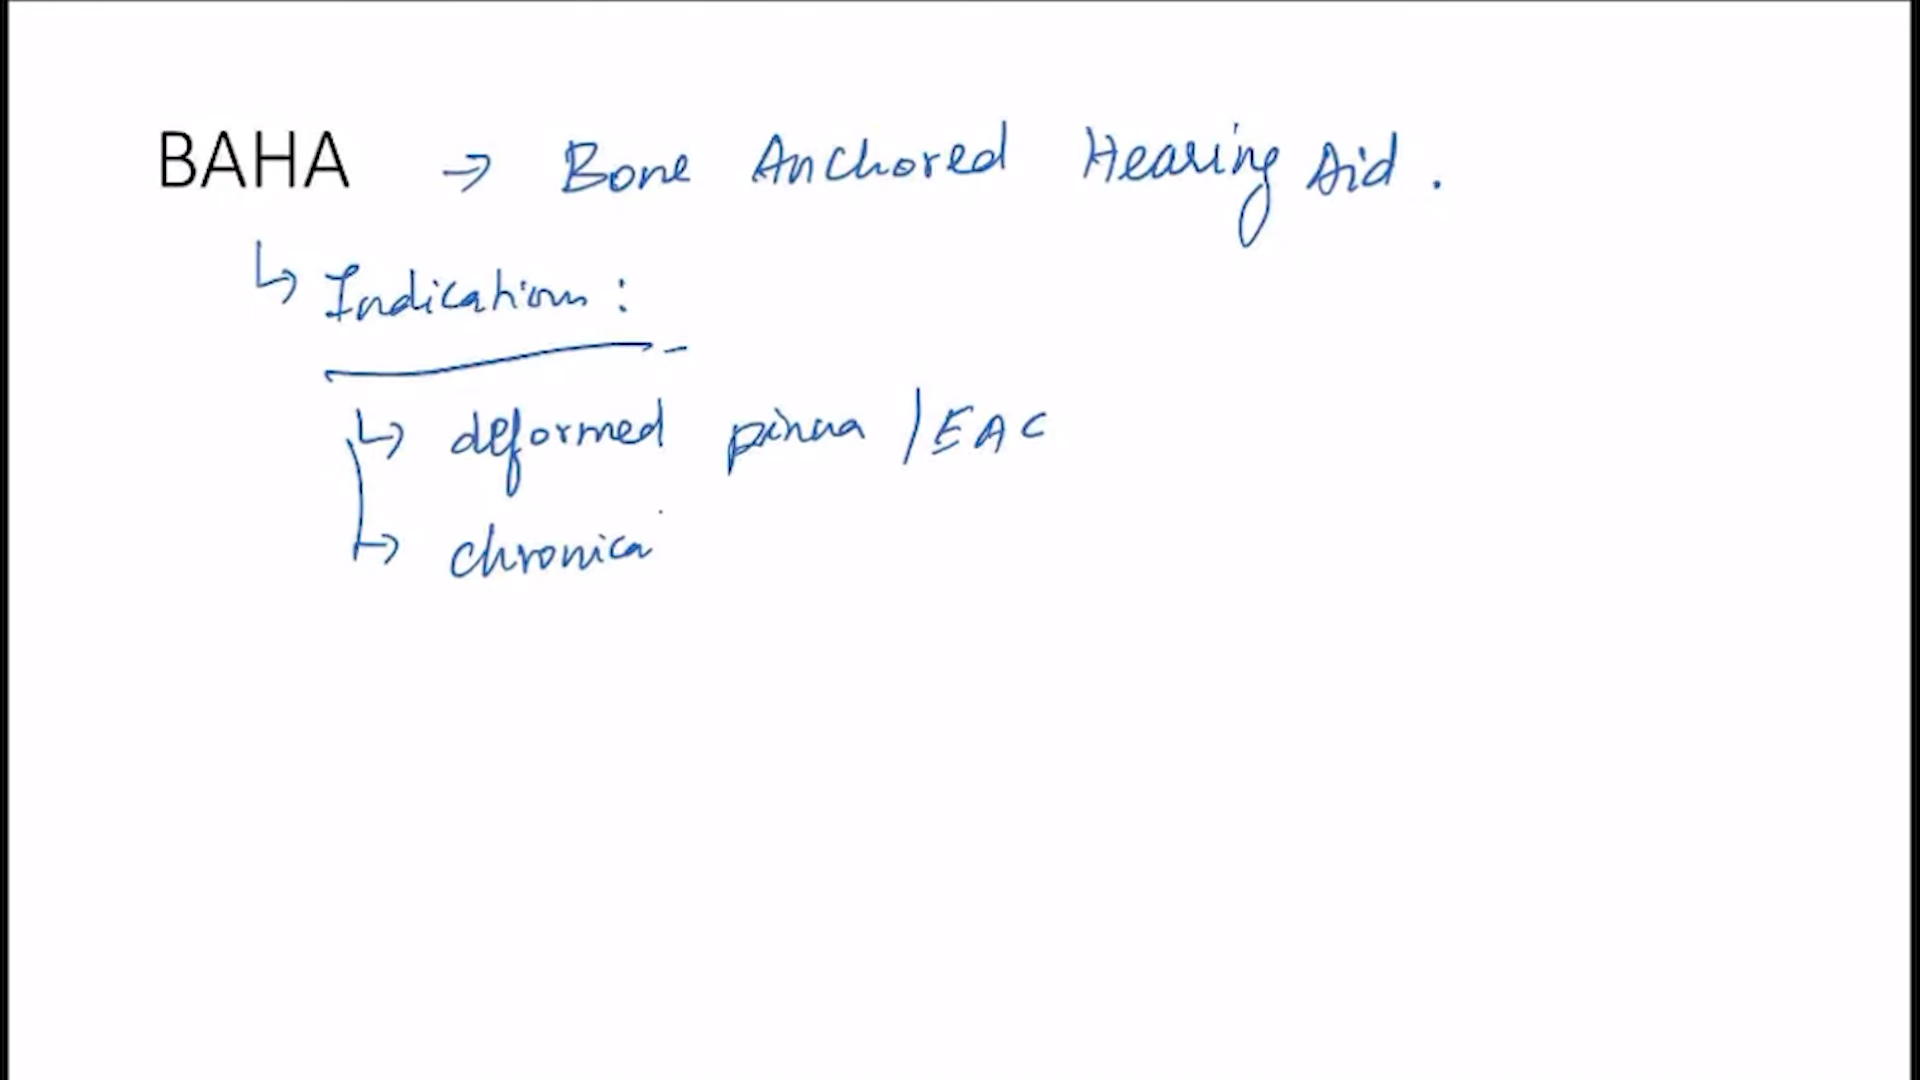 BAHA → Bone Anchored Hearing Aid.
↳ Indications:
↳ deformed pinna / EAC
↳ chronica